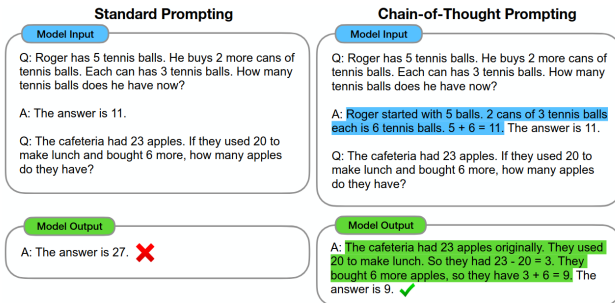 Standard Prompting
Model Input
Q: Roger has 5 tennis balls. He buys 2 more cans of
tennis balls. Each can has 3 tennis balls. How many
tennis balls does he have now?
A: The answer is 11.
Q: The cafeteria had 23 apples. If they used 20 to
make lunch and bought 6 more, how many apples
do they have?
Model Output
A: The answer is 27.
Chain-of-Thought Prompting
Model Input
Q: Roger has 5 tennis balls. He buys 2 more cans of
tennis balls. Each can has 3 tennis balls. How many
tennis balls does he have now?
A: Roger started with 5 balls. 2 cans of 3 tennis balls
each is 6 tennis balls. 5 + 6 = 11. The answer is 11.
Q: The cafeteria had 23 apples. If they used 20 to
make lunch and bought 6 more, how many apples
do they have?
Model Output
A: The cafeteria had 23 apples originally. They used
20 to make lunch. So they had 23 - 20 = 3. They
bought 6 more apples, so they have 3 + 6 = 9. The
answer is 9.